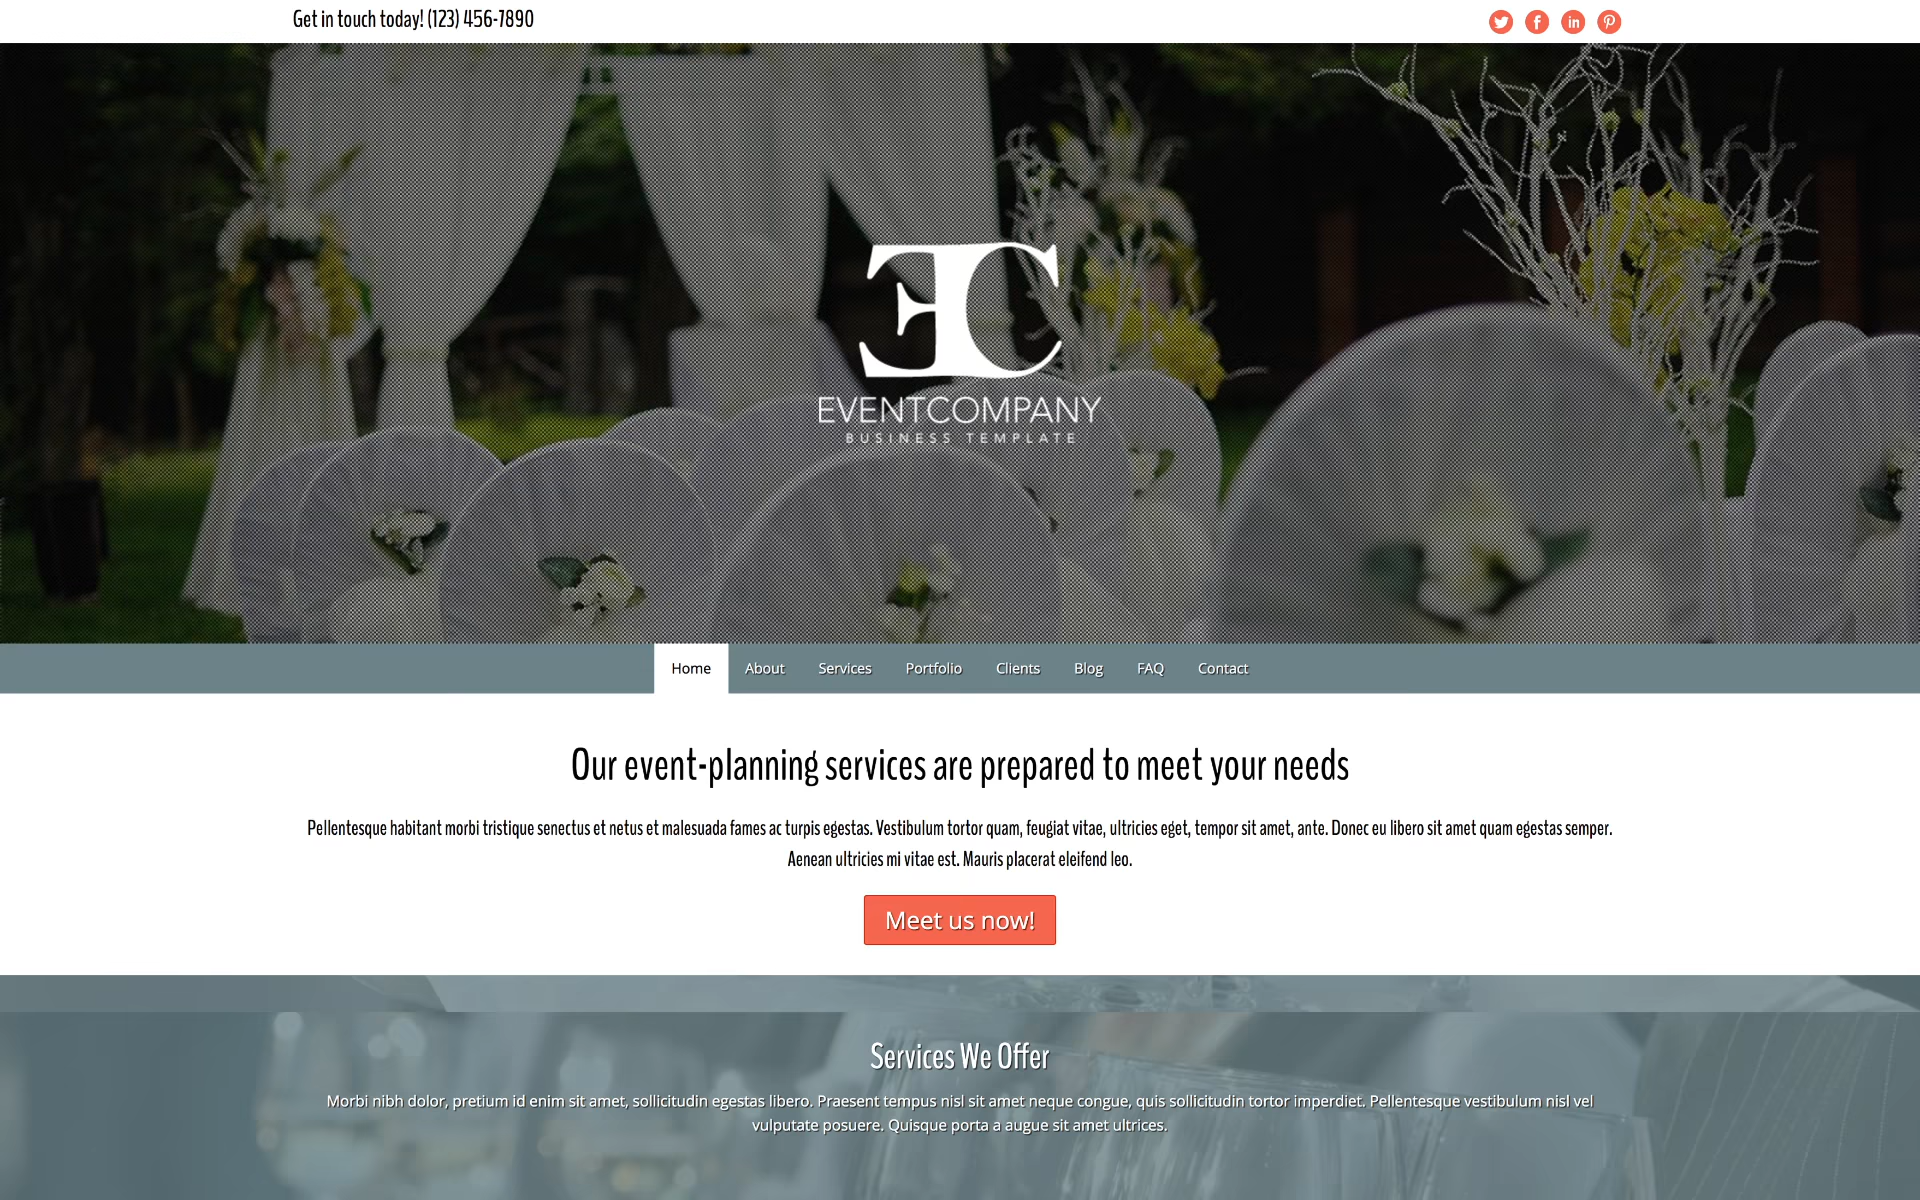 Get in touch today! (123) 456-7890
EC
EVENTCOMPANY
BUSINESS TEMPLATE
Home About Services Portfolio Clients Blog FAQ Contact
Our event-planning services are prepared to meet your needs
Pellentesque habitant morbi tristique senectus et netus et malesuada fames ac turpis egestas. Vestibulum tortor quam, feugiat vitae, ultricies eget, tempor sit amet, ante. Donec eu libero sit amet quam egestas semper.
Aenean ultricies mi vitae est. Mauris placerat eleifend leo.
Meet us now!
Services We Offer
Morbi nibh dolor, pretium id enim sit amet, sollicitudin egestas libero. Praesent tempus nisl sit amet neque congue, quis sollicitudin tortor imperdiet. Pellentesque vestibulum nisl vel
vulputate posuere. Quisque porta a augue sit amet ultrices.